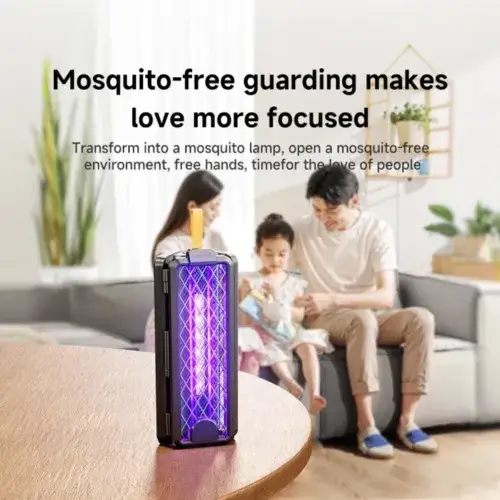 Mosquito-free guarding makes
love more focused
Transform into a mosquito lamp, open a mosquito-free
environment, free hands, timefor the love of people